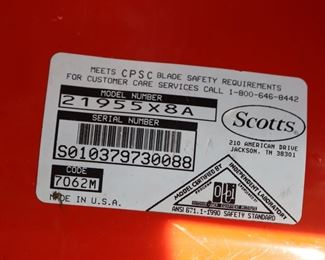 MEETS CPSC BLADE SAFETY REQUIREMENTS
FOR CUSTOMER CARE SERVICES CALL 1-800-646-8442
MODEL NUMBER
21955X8A
SERIAL NUMBER
S010379730088
CODE
7062M
MADE IN U.S.A.
Scotts
210 AMERICAN DRIVE
JACKSON, TN 38301
MODEL CERTIFIED BY
INDEPENDENT LABORATORY
opei
ANSI B71.1-1990 SAFETY STANDARD